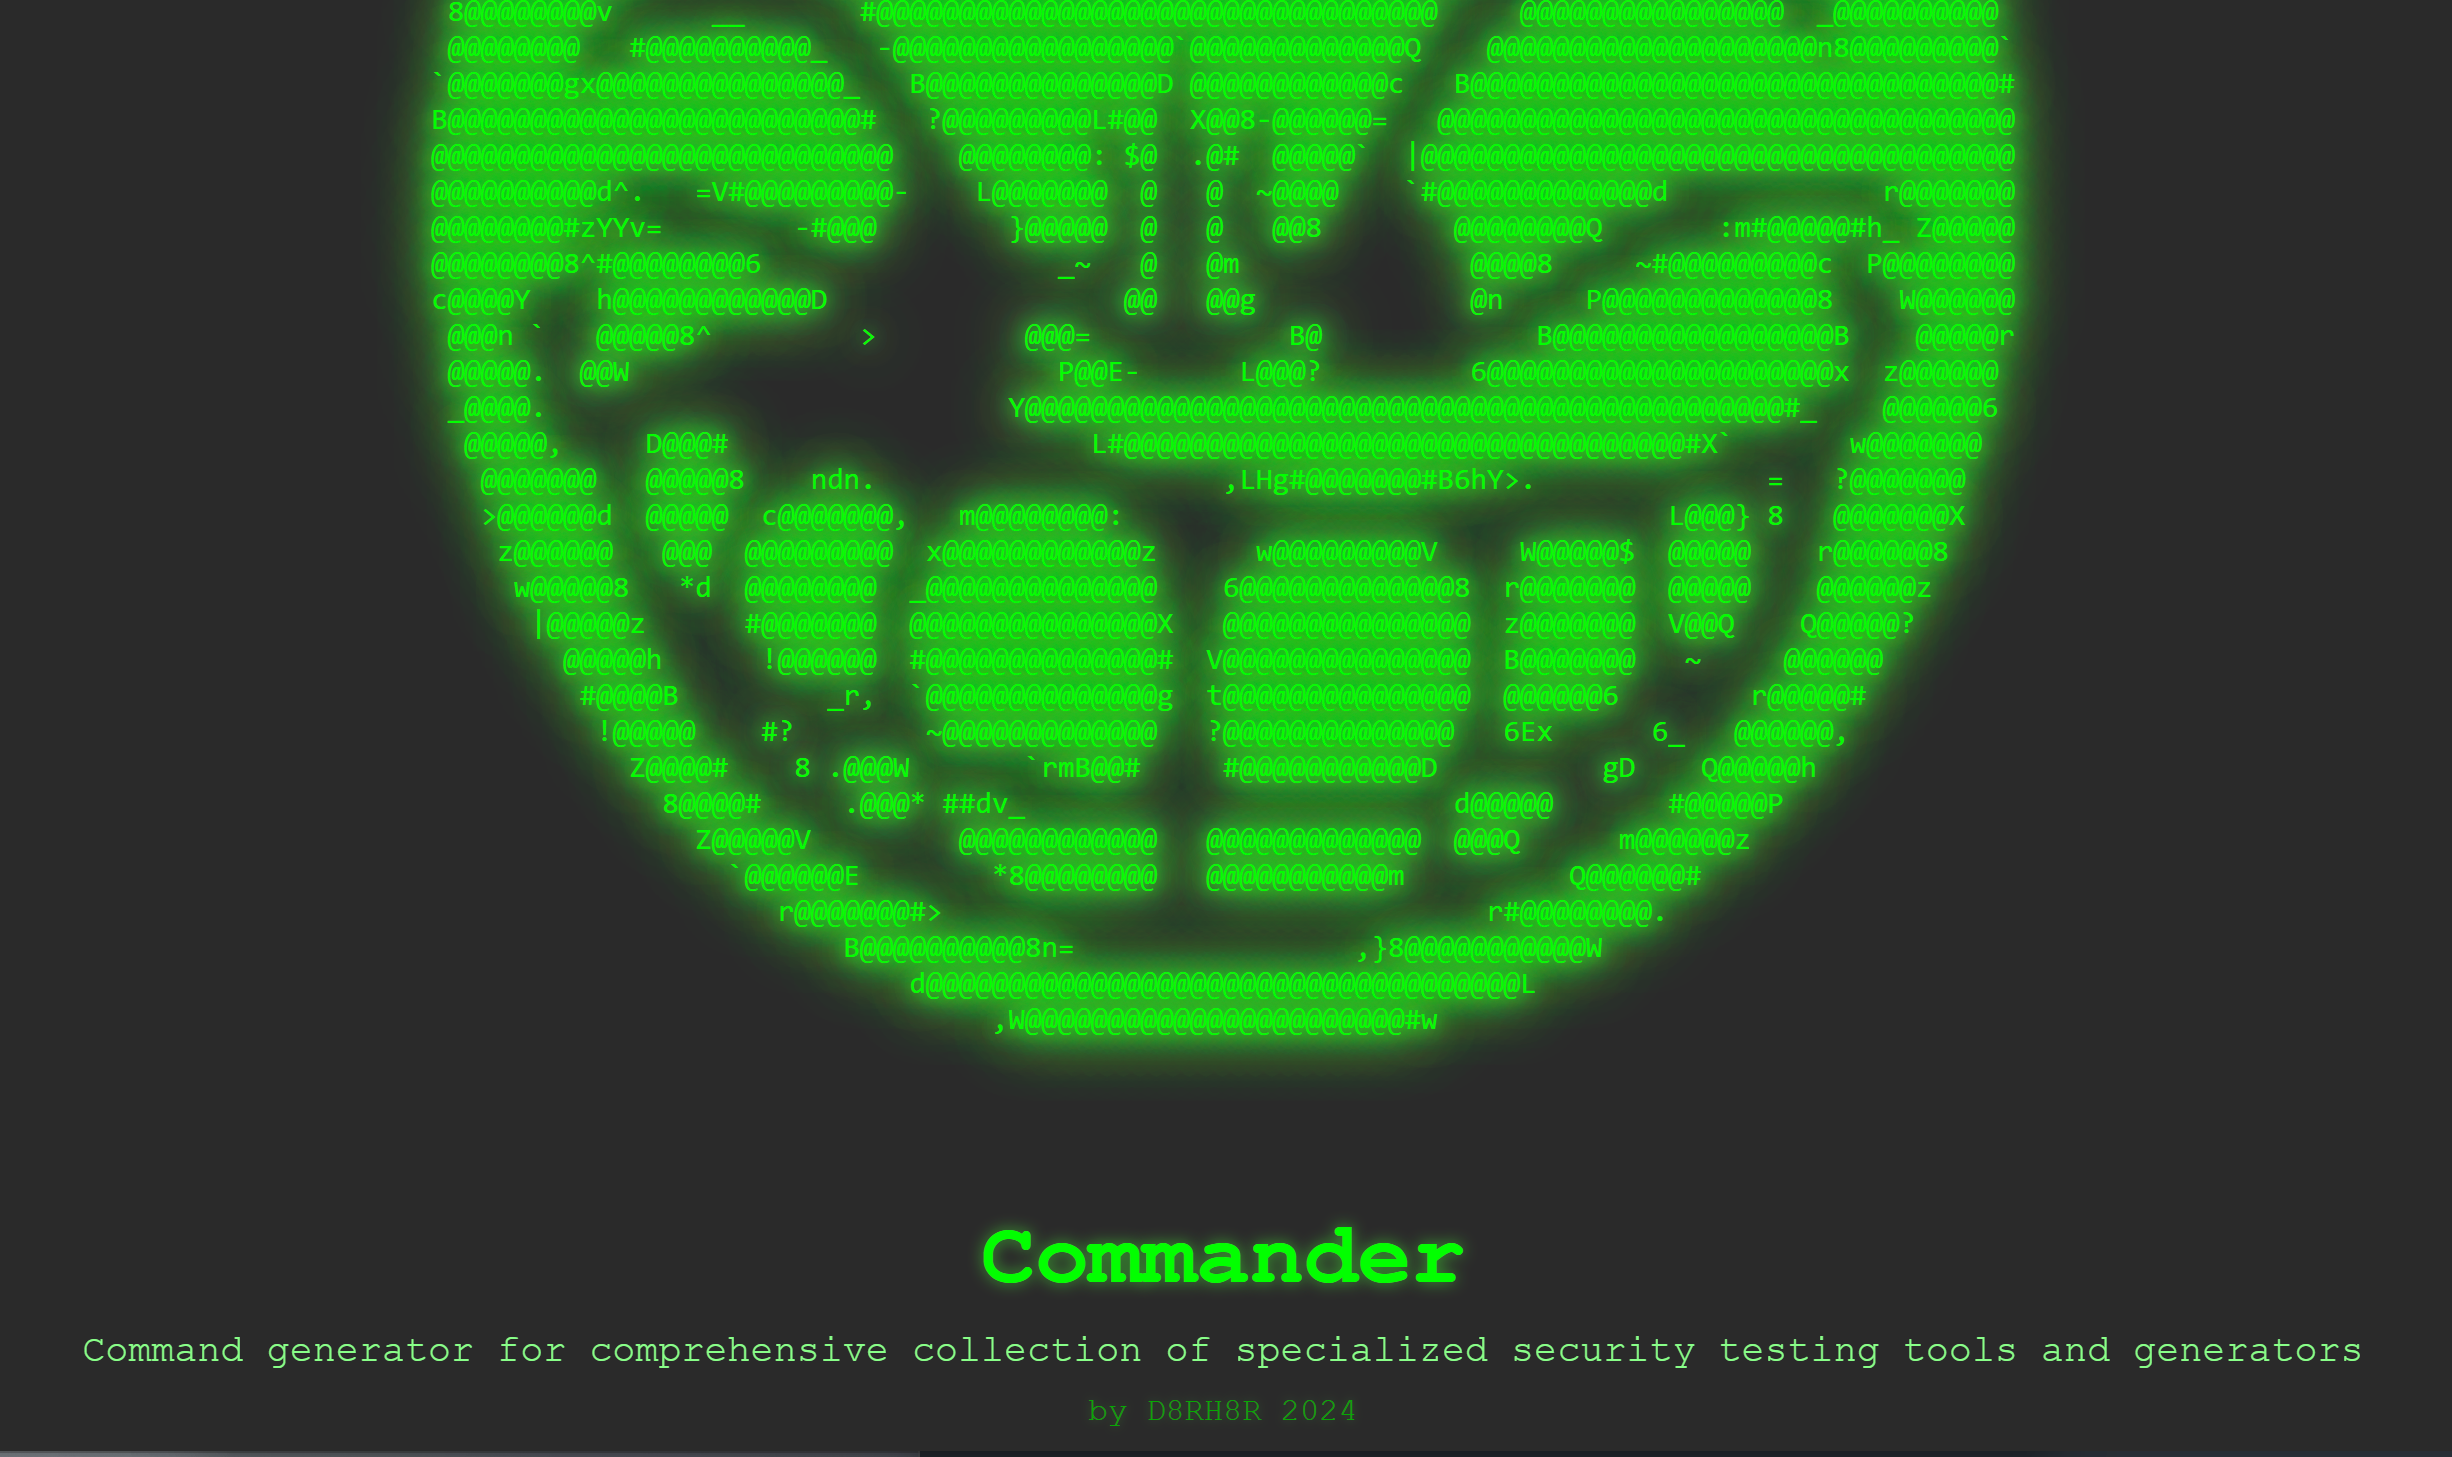 Commander
Command generator for comprehensive collection of specialized security testing tools and generators
by D8RH8R 2024